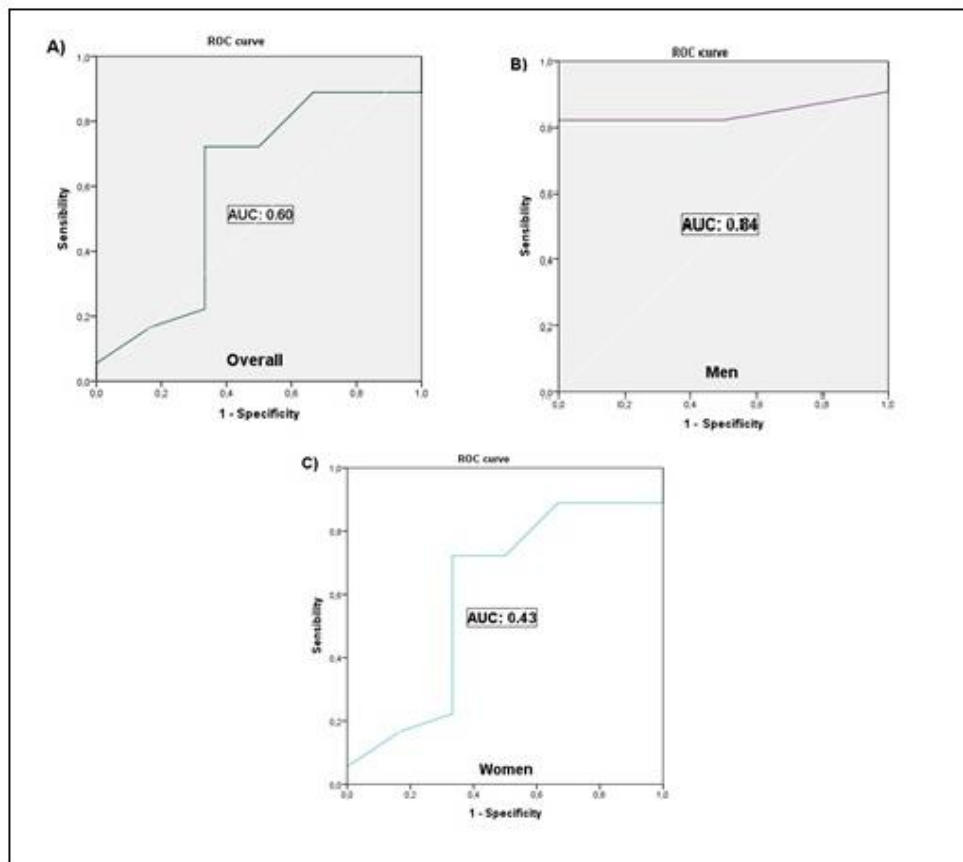 A)
ROC curve
1,0
0,8
0,6
0,4
0,2
0,0
Sensibility
AUC: 0.60
Overall
0,0 0,2 0,4 0,6 0,8 1,0
1 - Specificity
B)
ROC curve
1,0
0,8
0,6
0,4
0,2
0,0
Sensibility
AUC: 0.84
Men
0,0 0,2 0,4 0,6 0,8 1,0
1 - Specificity
C)
ROC curve
1,0
0,8
0,6
0,4
0,2
0,0
Sensibility
AUC: 0.43
Women
0,0 0,2 0,4 0,6 0,8 1,0
1 - Specificity